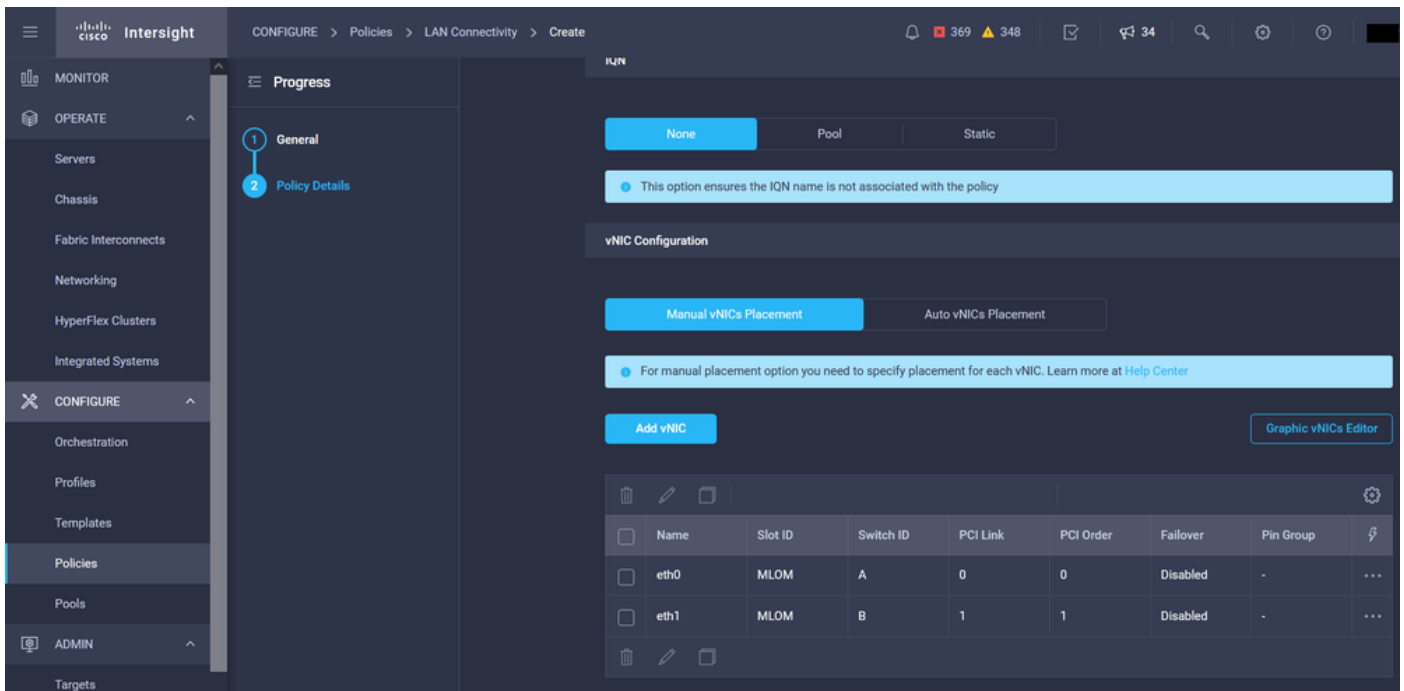 cisco Intersight
CONFIGURE > Policies > LAN Connectivity > Create
369 348 34
MONITOR
OPERATE
Servers
Chassis
Fabric Interconnects
Networking
HyperFlex Clusters
Integrated Systems
CONFIGURE
Orchestration
Profiles
Templates
Policies
Pools
ADMIN
Targets
Progress
1 General
2 Policy Details
IQN
None Pool Static
This option ensures the IQN name is not associated with the policy
vNIC Configuration
Manual vNICs Placement Auto vNICs Placement
For manual placement option you need to specify placement for each vNIC. Learn more at Help Center
Add vNIC Graphic vNICs Editor
Name Slot ID Switch ID PCI Link PCI Order Failover Pin Group
eth0 MLOM A 0 0 Disabled -
eth1 MLOM B 1 1 Disabled -